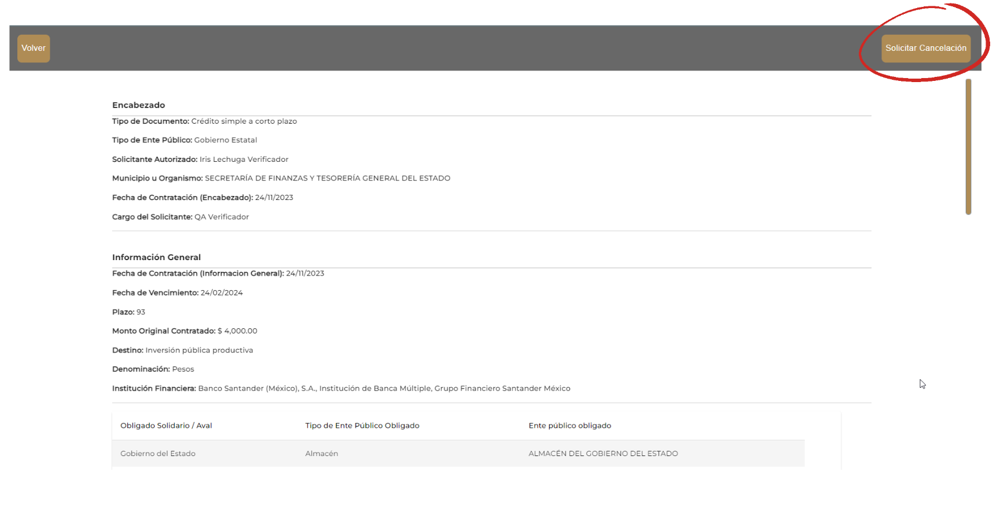 Volver
Solicitar Cancelación
Encabezado
Tipo de Documento: Crédito simple a corto plazo
Tipo de Ente Público: Gobierno Estatal
Solicitante Autorizado: Iris Lechuga Verificador
Municipio u Organismo: SECRETARÍA DE FINANZAS Y TESORERÍA GENERAL DEL ESTADO
Fecha de Contratación (Encabezado): 24/11/2023
Cargo del Solicitante: QA Verificador
Información General
Fecha de Contratación (Informacion General): 24/11/2023
Fecha de Vencimiento: 24/02/2024
Plazo: 93
Monto Original Contratado: $ 4,000.00
Destino: Inversión pública productiva
Denominación: Pesos
Institución Financiera: Banco Santander (México), S.A., Institución de Banca Múltiple, Grupo Financiero Santander México
Obligado Solidario / Aval Tipo de Ente Público Obligado Ente público obligado
Gobierno del Estado Almacén ALMACÉN DEL GOBIERNO DEL ESTADO